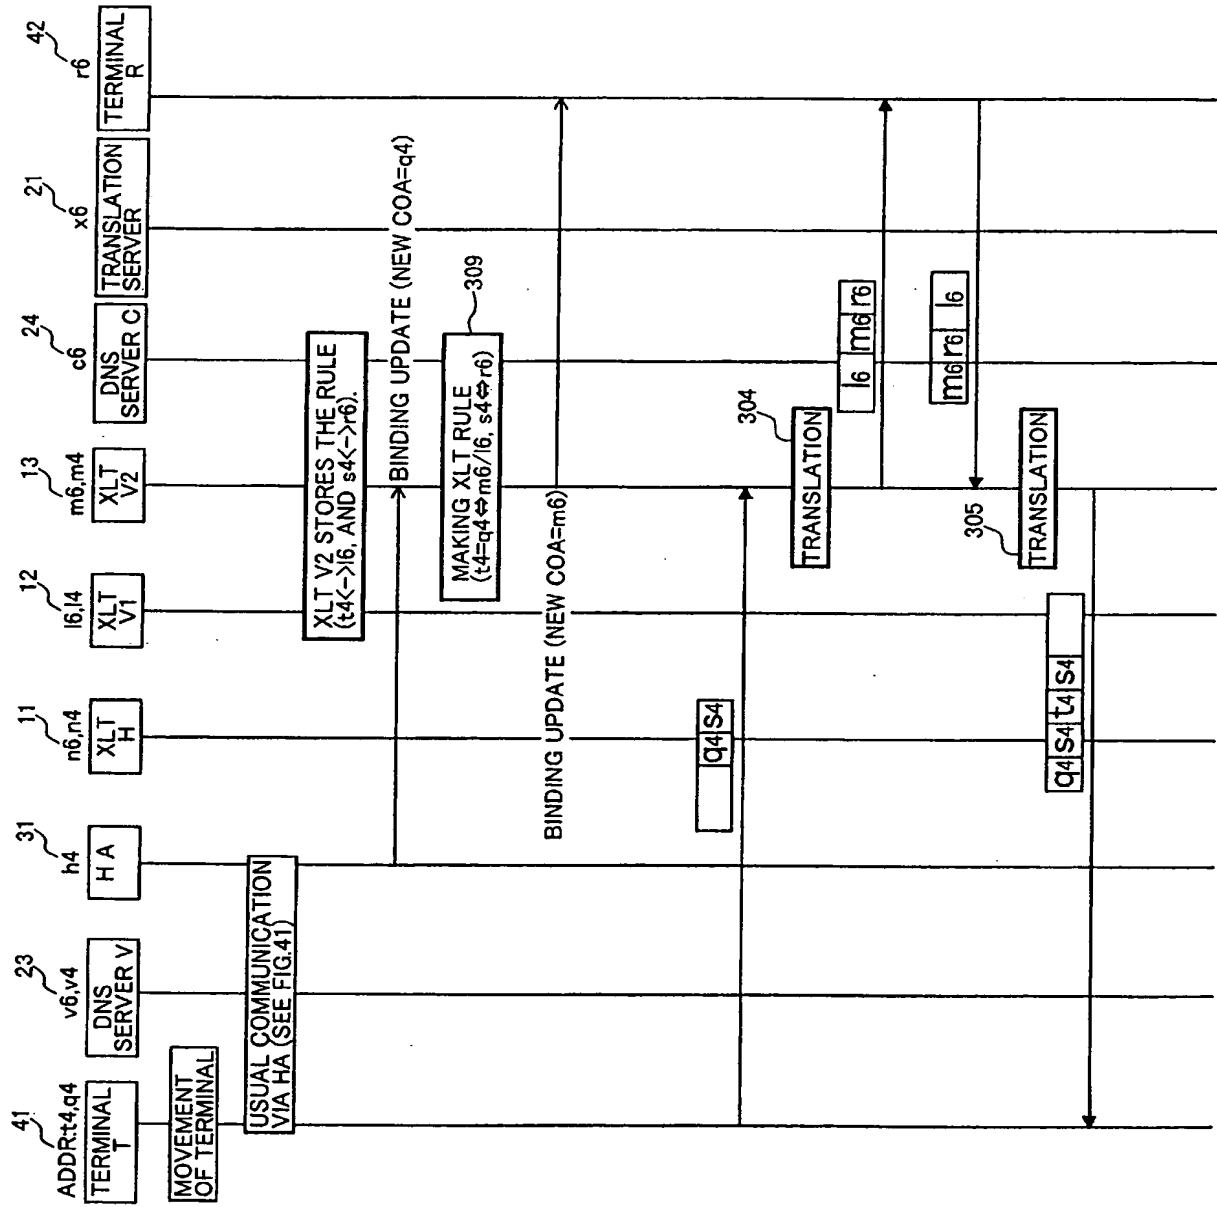 41
ADDR:t4,q4
TERMINAL
T
23
v6,v4
DNS
SERVER V
31
h4
H A
11
n6,n4
XLT
H
12
l6,l4
XLT
V1
13
m6,m4
XLT
V2
24
c6
DNS
SERVER C
21
x6
TRANSLATION
SERVER
42
r6
TERMINAL
R
MOVEMENT
OF TERMINAL
USUAL COMMUNICATION
VIA HA (SEE FIG.41)
XLT V2 STORES THE RULE
(t4<->l6, AND s4<->r6).
BINDING UPDATE (NEW COA=q4)
309
MAKING XLT RULE
(t4=q4⇔m6/l6, s4⇔r6)
BINDING UPDATE (NEW COA=m6)
q4 s4
304
TRANSLATION
l6 m6 r6
m6 r6 l6
305
TRANSLATION
q4 s4 t4 s4